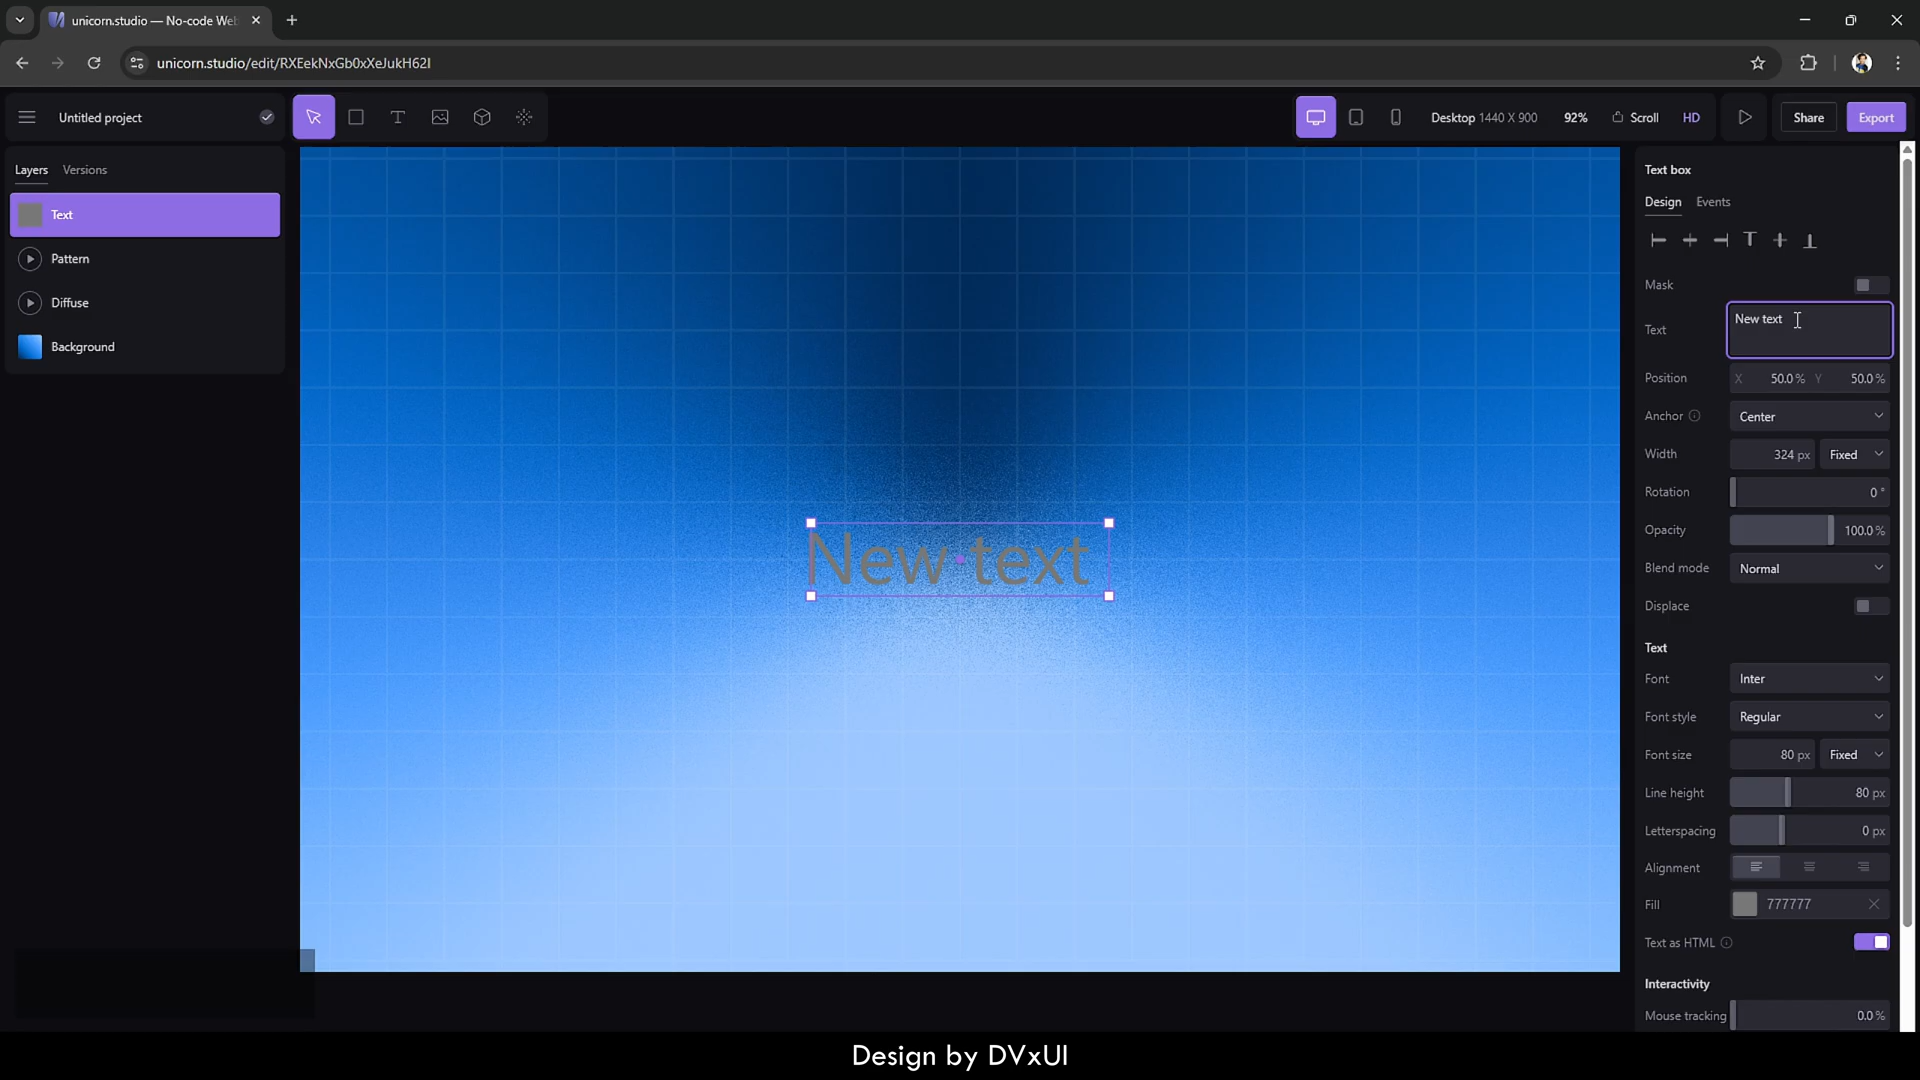 unicorn.studio — No-code Web
unicorn.studio/edit/RXEekNxGb0xXeJukH62I
Untitled project
Desktop 1440 X 900
92%
Scroll
HD
Share
Export
Layers
Versions
Text
Pattern
Diffuse
Background
New text
Text box
Design
Events
Mask
Text
New text
Position
X 50.0 %
Y 50.0 %
Anchor
Center
Width
324 px
Fixed
Rotation
0 °
Opacity
100.0 %
Blend mode
Normal
Displace
Text
Font
Inter
Font style
Regular
Font size
80 px
Fixed
Line height
80 px
Letterspacing
0 px
Alignment
Fill
777777
Text as HTML
Interactivity
Mouse tracking
0.0 %
Design by DVxUI